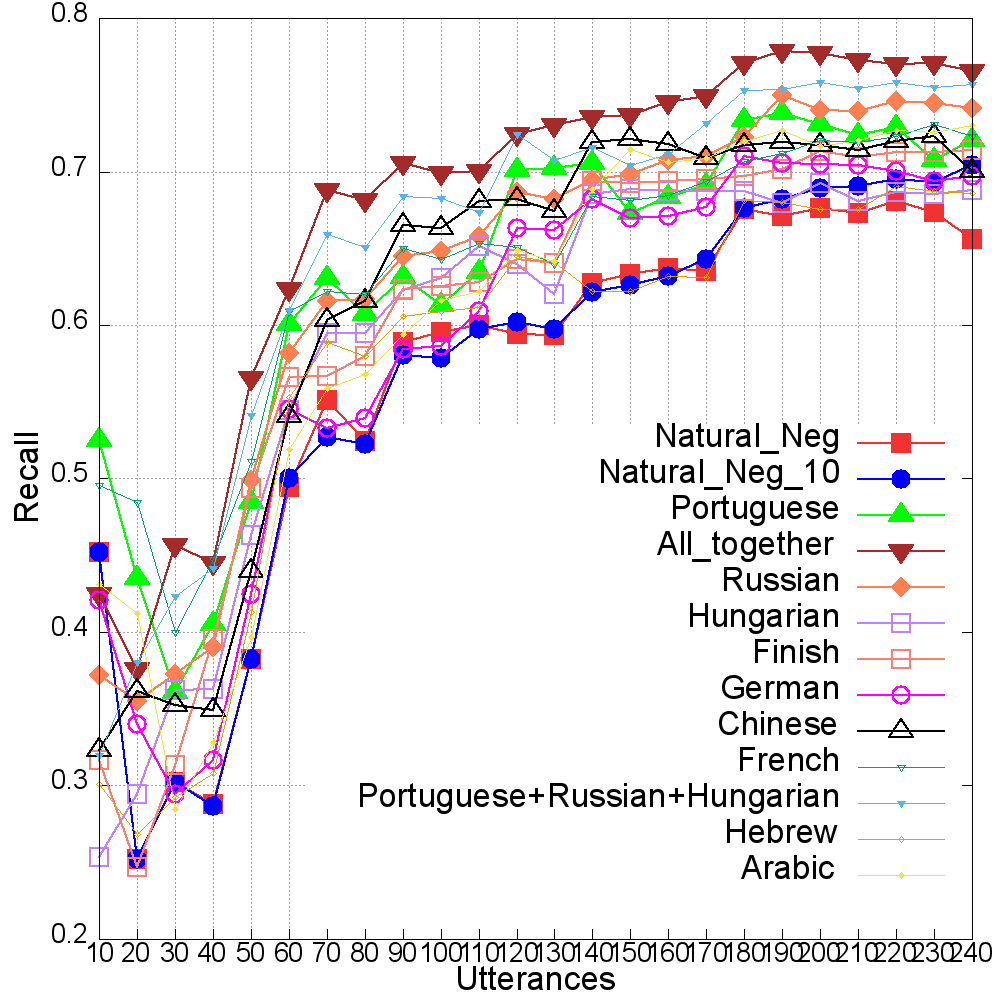 0.8
0.7
0.6
0.5
0.4
0.3
0.2
Recall
Natural_Neg
Natural_Neg_10
Portuguese
All_together
Russian
Hungarian
Finish
German
Chinese
French
Portuguese+Russian+Hungarian
Hebrew
Arabic
10 20 30 40 50 60 70 80 90 100 110 120 130 140 150 160 170 180 190 200 210 220 230 240
Utterances